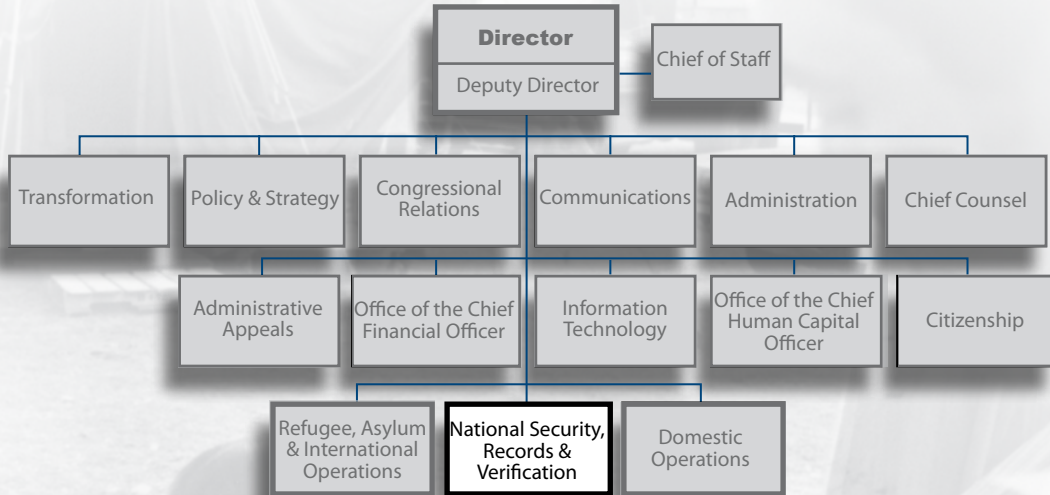 Director
Deputy Director
Chief of Staff
Transformation
Policy & Strategy
Congressional
Relations
Communications
Administration
Chief Counsel
Administrative
Appeals
Office of the Chief
Financial Officer
Information
Technology
Office of the Chief
Human Capital
Officer
Citizenship
Refugee, Asylum
& International
Operations
National Security,
Records &
Verification
Domestic
Operations